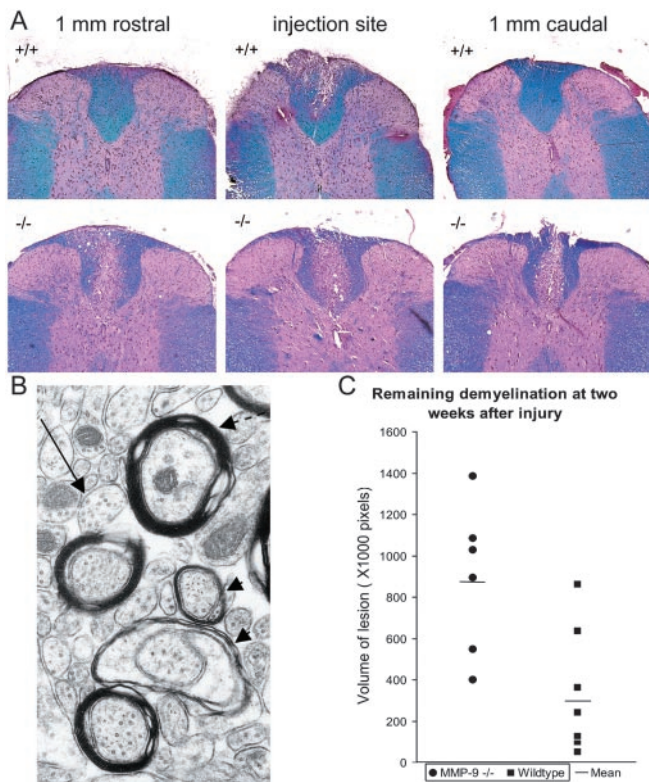 A
1 mm rostral
injection site
1 mm caudal
+/+
+/+
+/+
-/-
-/-
-/-
B
C
Remaining demyelination at two
weeks after injury
Volume of lesion ( X1000 pixels)
1600
1400
1200
1000
800
600
400
200
0
MMP-9 -/-
Wildtype
Mean